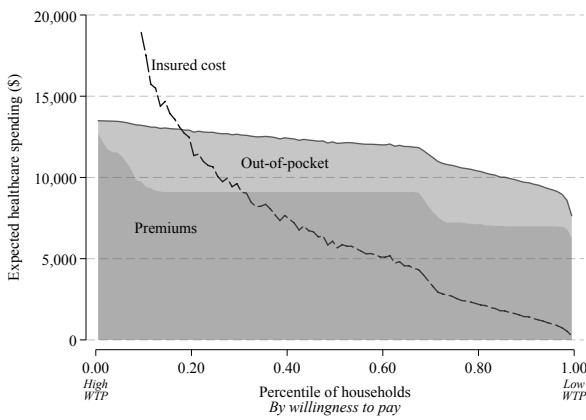 Expected healthcare spending ($)
20,000
15,000
10,000
5,000
0
Insured cost
Out-of-pocket
Premiums
0.00 0.20 0.40 0.60 0.80 1.00
High
WTP
Low
WTP
Percentile of households
By willingness to pay